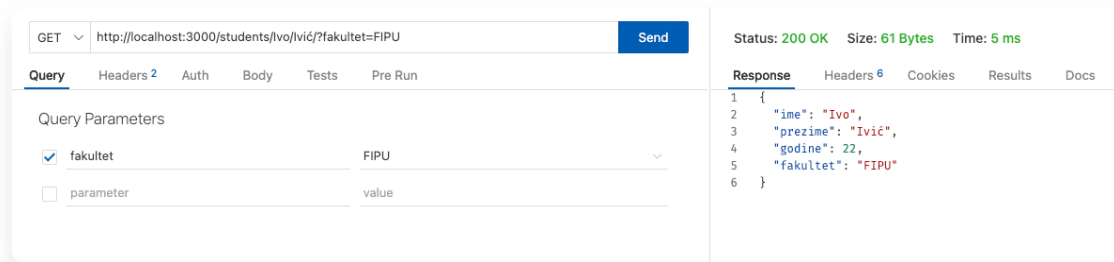 GET http://localhost:3000/students/Ivo/Ivić/?fakultet=FIPU Send
Query Headers 2 Auth Body Tests Pre Run
Query Parameters
fakultet FIPU
parameter value
Status: 200 OK Size: 61 Bytes Time: 5 ms
Response Headers 6 Cookies Results Docs
1 {
2 "ime": "Ivo",
3 "prezime": "Ivić",
4 "godine": 22,
5 "fakultet": "FIPU"
6 }